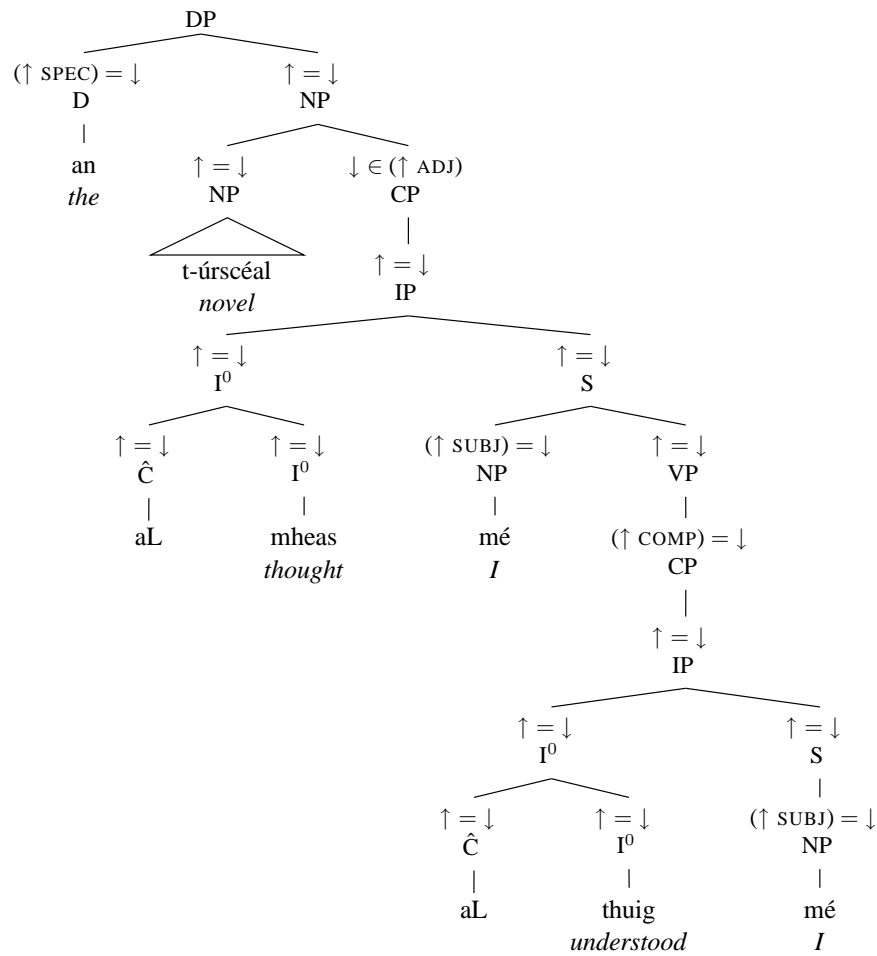 DP
(↑ SPEC) = ↓ ↑ = ↓
D NP
an ↑ = ↓ ↓ ∈ (↑ ADJ)
the NP CP
t-úrscéal ↑ = ↓
novel IP
↑ = ↓ ↑ = ↓
I⁰ S
↑ = ↓ ↑ = ↓ (↑ SUBJ) = ↓ ↑ = ↓
Ĉ I⁰ NP VP
aL mheas mé (↑ COMP) = ↓
thought I CP
↑ = ↓
IP
↑ = ↓ ↑ = ↓
I⁰ S
↑ = ↓ ↑ = ↓ (↑ SUBJ) = ↓
Ĉ I⁰ NP
aL thuig mé
understood I